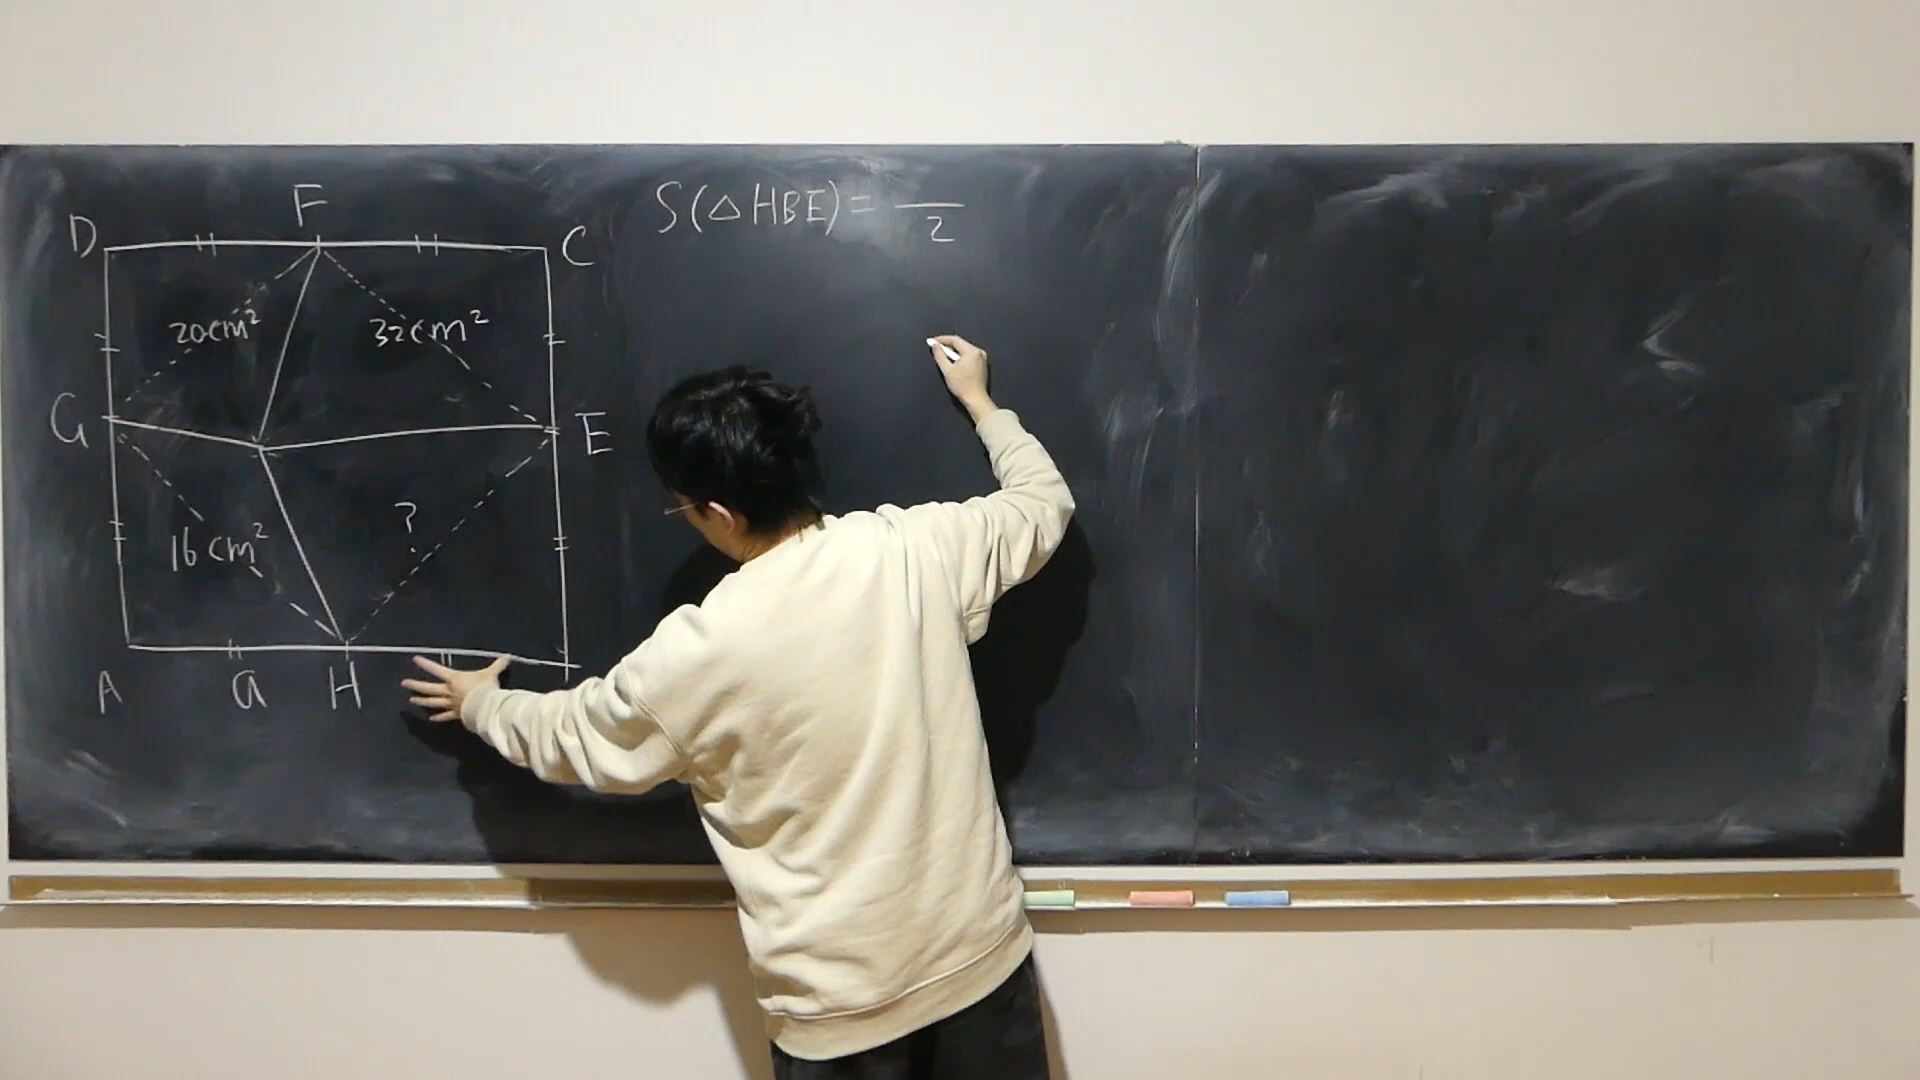 S(△HBE) = ― / 2
F
D
C
20cm²
32cm²
G
E
?
16cm²
A
a
H